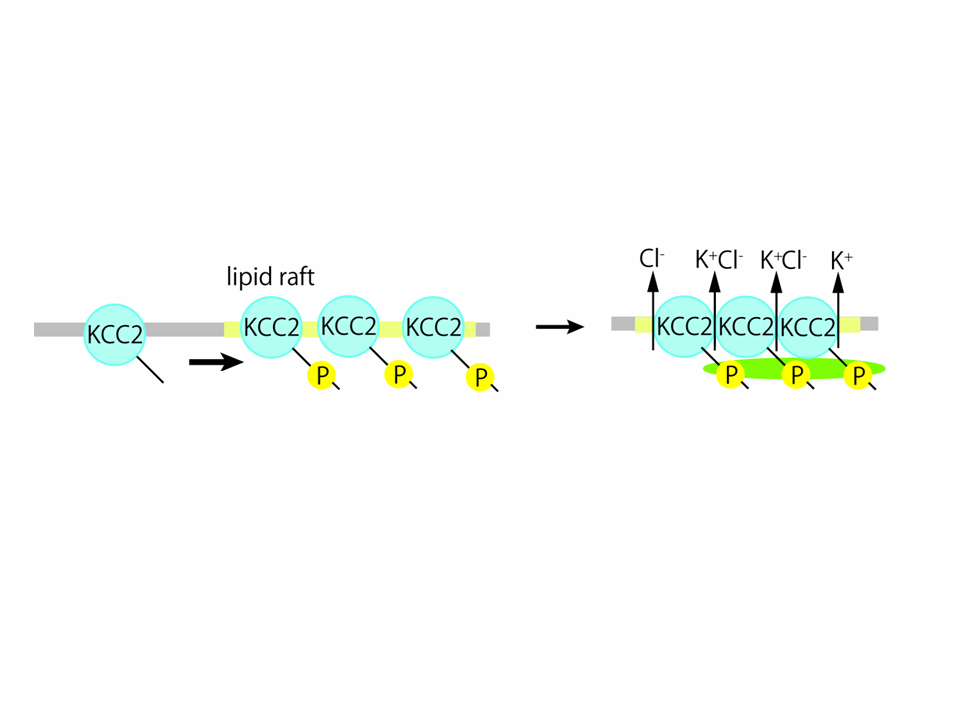 lipid raft
KCC2
KCC2
KCC2
KCC2
P
P
P
Cl⁻ K⁺Cl⁻ K⁺Cl⁻ K⁺
KCC2 KCC2 KCC2
P
P
P